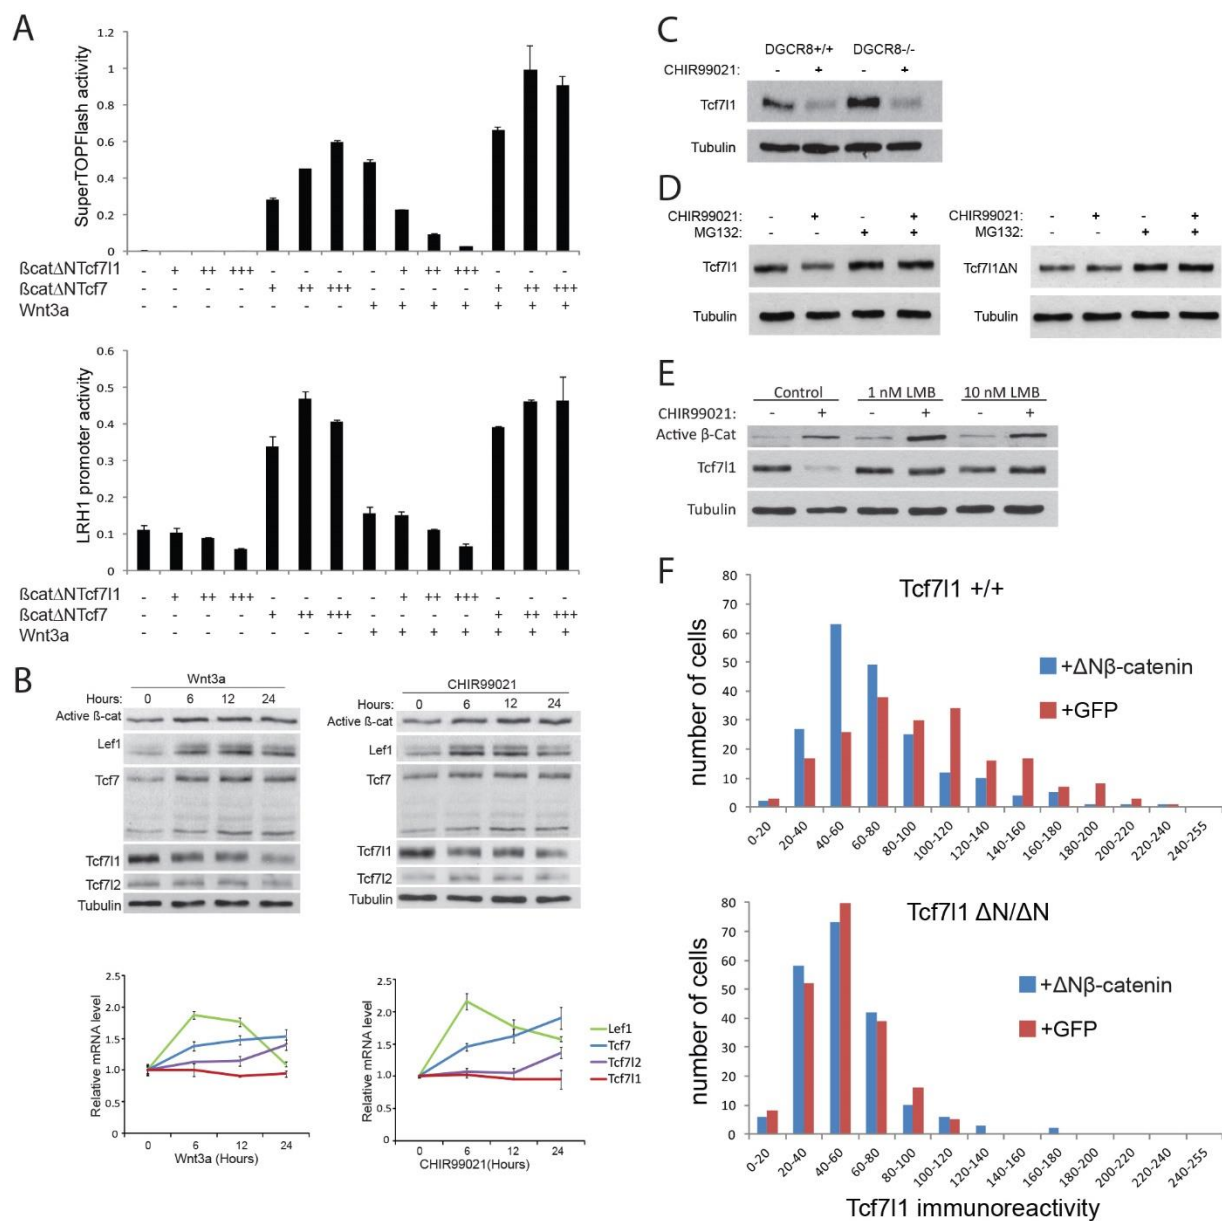 A
SuperTOPFlash activity
1.2
1
0.8
0.6
0.4
0.2
0
ßcatΔNTcf7l1 - + ++ +++ - - - - + ++ +++ - - -
ßcatΔNTcf7 - - - - + ++ +++ - - - - + ++ +++
Wnt3a - - - - - - - + + + + + + +
LRH1 promoter activity
0.6
0.5
0.4
0.3
0.2
0.1
0
ßcatΔNTcf7l1 - + ++ +++ - - - - + ++ +++ - - -
ßcatΔNTcf7 - - - - + ++ +++ - - - - + ++ +++
Wnt3a - - - - - - - + + + + + + +
B
Wnt3a
Hours: 0 6 12 24
Active ß-cat
Lef1
Tcf7
Tcf7l1
Tcf7l2
Tubulin
CHIR99021
Hours: 0 6 12 24
Active ß-cat
Lef1
Tcf7
Tcf7l1
Tcf7l2
Tubulin
Relative mRNA level
2.5
2.0
1.5
1.0
0.5
0
0 6 12 24
Wnt3a (Hours)
Relative mRNA level
2.5
2.0
1.5
1.0
0.5
0
0 6 12 24
CHIR99021(Hours)
Lef1
Tcf7
Tcf7l2
Tcf7l1
C
DGCR8+/+ DGCR8-/-
CHIR99021: - + - +
Tcf7l1
Tubulin
D
CHIR99021: - + - +
MG132: - - + +
Tcf7l1
Tubulin
CHIR99021: - + - +
MG132: - - + +
Tcf7l1ΔN
Tubulin
E
Control 1 nM LMB 10 nM LMB
CHIR99021: - + - + - +
Active β-Cat
Tcf7l1
Tubulin
F
Tcf7l1 +/+
number of cells
80
70
60
50
40
30
20
10
0
+ΔNβ-catenin
+GFP
0-20 20-40 40-60 60-80 80-100 100-120 120-140 140-160 160-180 180-200 200-220 220-240 240-255
Tcf7l1 ΔN/ΔN
number of cells
80
70
60
50
40
30
20
10
0
+ΔNβ-catenin
+GFP
0-20 20-40 40-60 60-80 80-100 100-120 120-140 140-160 160-180 180-200 200-220 220-240 240-255
Tcf7l1 immunoreactivity